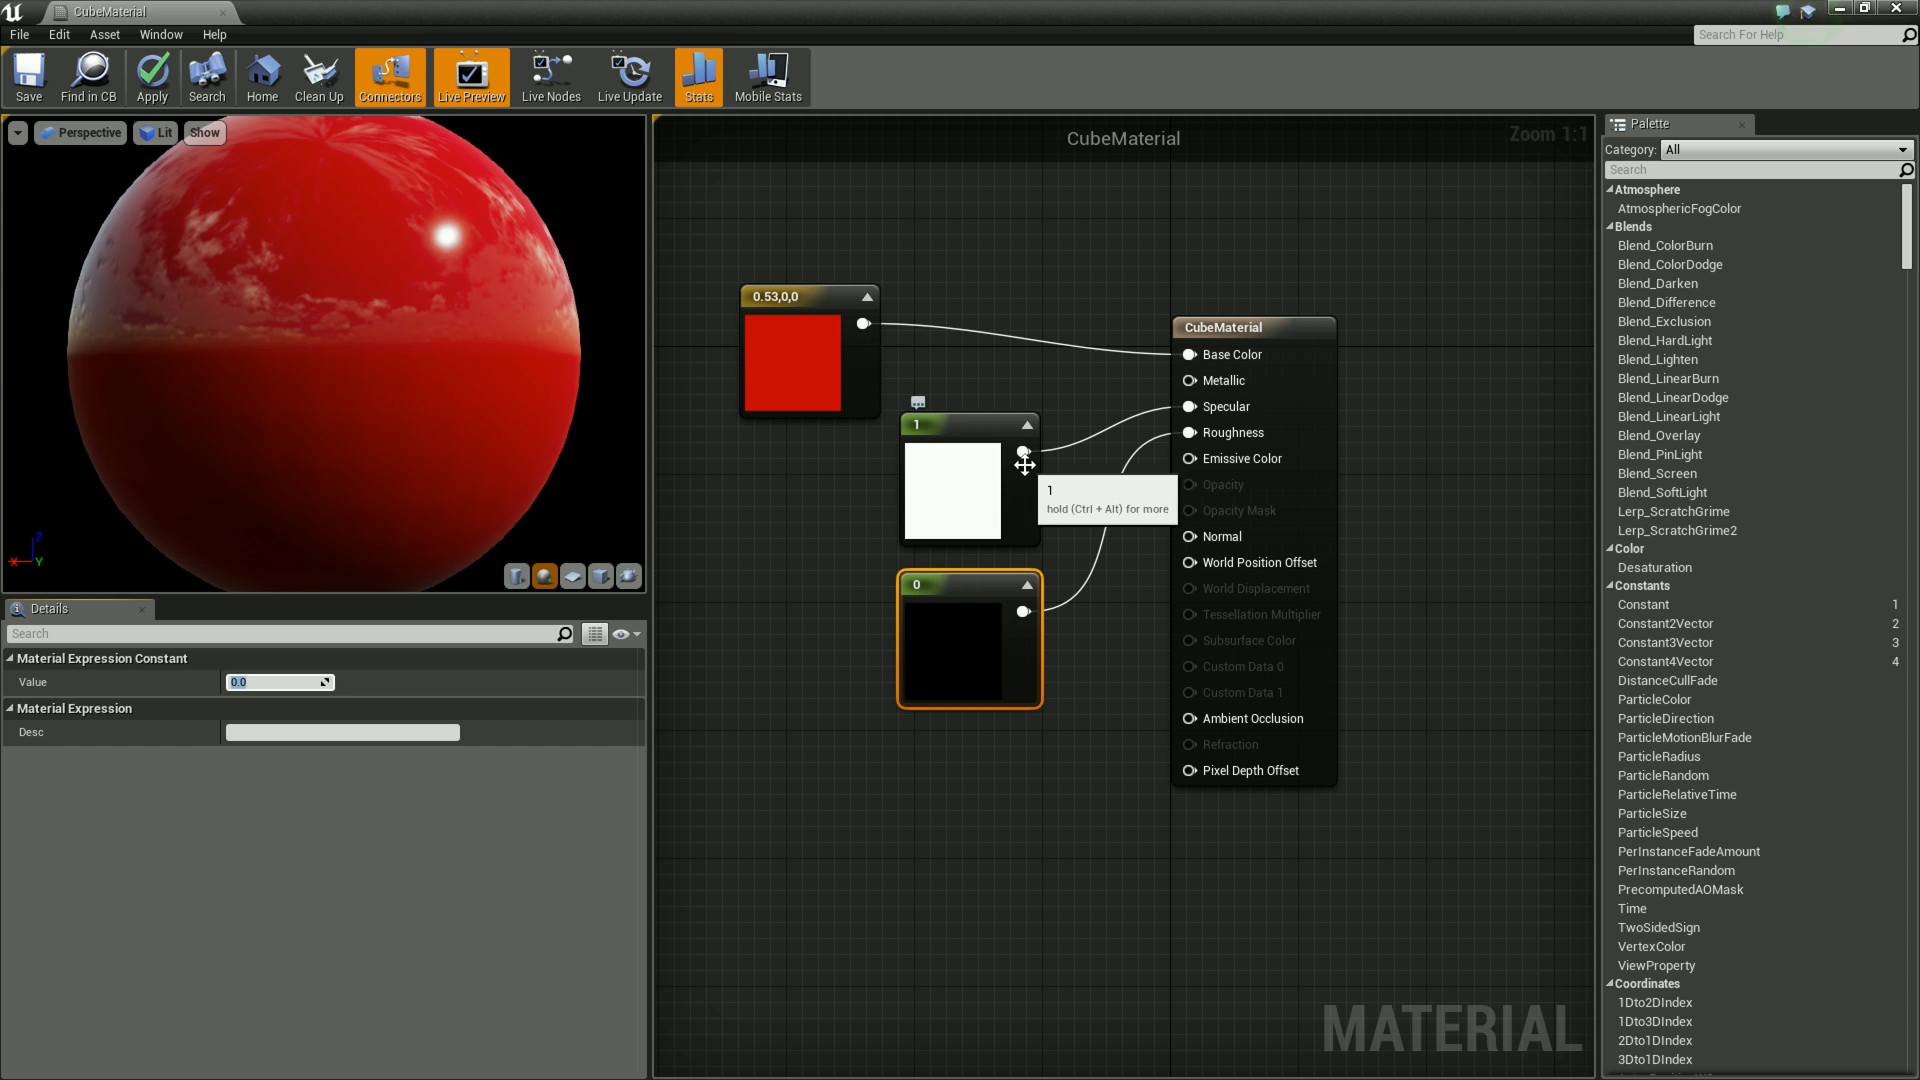 CubeMaterial
File Edit Asset Window Help
Search For Help
Save Find in CB Apply Search Home Clean Up Connectors Live Preview Live Nodes Live Update Stats Mobile Stats
Perspective Lit Show
Z
X Y
Details
Search
Material Expression Constant
Value 0.0
Material Expression
Desc
CubeMaterial
Zoom 1:1
0.53,0,0
1
0
1
hold (Ctrl + Alt) for more
CubeMaterial
Base Color
Metallic
Specular
Roughness
Emissive Color
Opacity
Opacity Mask
Normal
World Position Offset
World Displacement
Tessellation Multiplier
Subsurface Color
Custom Data 0
Custom Data 1
Ambient Occlusion
Refraction
Pixel Depth Offset
MATERIAL
Palette
Category: All
Search
Atmosphere
AtmosphericFogColor
Blends
Blend_ColorBurn
Blend_ColorDodge
Blend_Darken
Blend_Difference
Blend_Exclusion
Blend_HardLight
Blend_Lighten
Blend_LinearBurn
Blend_LinearDodge
Blend_LinearLight
Blend_Overlay
Blend_PinLight
Blend_Screen
Blend_SoftLight
Lerp_ScratchGrime
Lerp_ScratchGrime2
Color
Desaturation
Constants
Constant 1
Constant2Vector 2
Constant3Vector 3
Constant4Vector 4
DistanceCullFade
ParticleColor
ParticleDirection
ParticleMotionBlurFade
ParticleRadius
ParticleRandom
ParticleRelativeTime
ParticleSize
ParticleSpeed
PerInstanceFadeAmount
PerInstanceRandom
PrecomputedAOMask
Time
TwoSidedSign
VertexColor
ViewProperty
Coordinates
1Dto2DIndex
1Dto3DIndex
2Dto1DIndex
3Dto1DIndex